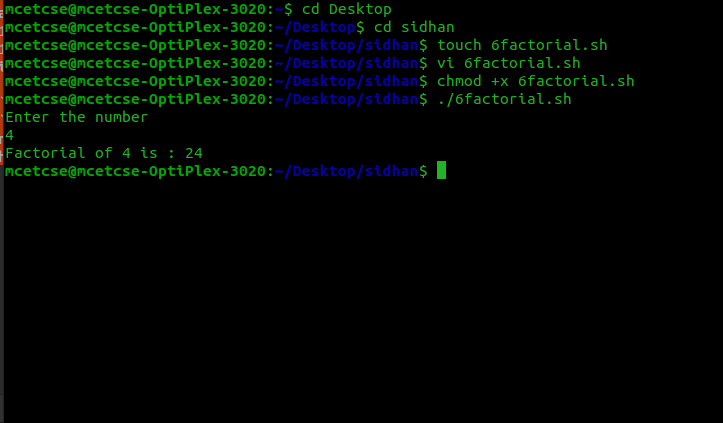 mcetcse@mcetcse-OptiPlex-3020:~$ cd Desktop
mcetcse@mcetcse-OptiPlex-3020:~/Desktop$ cd sidhan
mcetcse@mcetcse-OptiPlex-3020:~/Desktop/sidhan$ touch 6factorial.sh
mcetcse@mcetcse-OptiPlex-3020:~/Desktop/sidhan$ vi 6factorial.sh
mcetcse@mcetcse-OptiPlex-3020:~/Desktop/sidhan$ chmod +x 6factorial.sh
mcetcse@mcetcse-OptiPlex-3020:~/Desktop/sidhan$ ./6factorial.sh
Enter the number
4
Factorial of 4 is : 24
mcetcse@mcetcse-OptiPlex-3020:~/Desktop/sidhan$